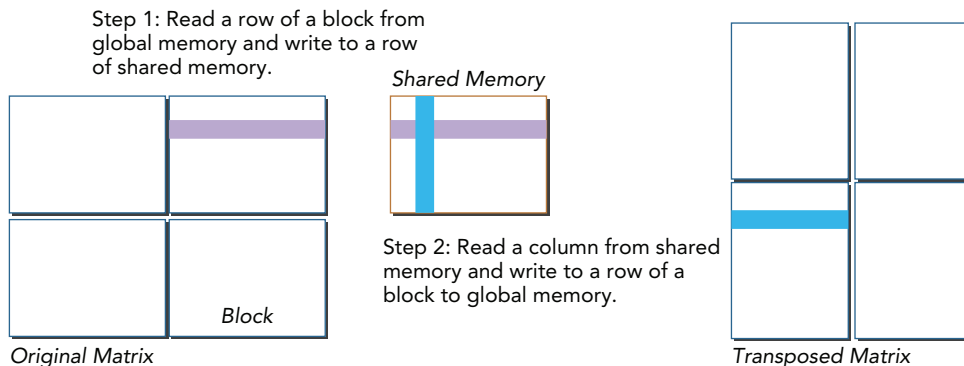 Step 1: Read a row of a block from
global memory and write to a row
of shared memory.
Shared Memory
Step 2: Read a column from shared
memory and write to a row of a
block to global memory.
Block
Original Matrix
Transposed Matrix